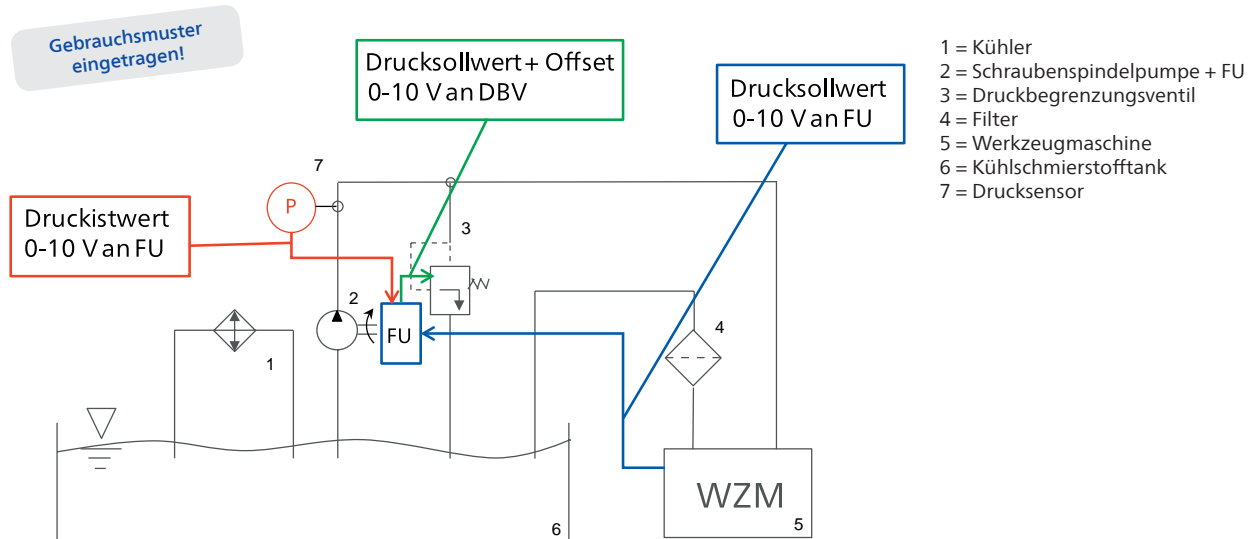 Gebrauchsmuster
eingetragen!
Drucksollwert + Offset
0-10 V an DBV
Drucksollwert
0-10 V an FU
1 = Kühler
2 = Schraubenspindelpumpe + FU
3 = Druckbegrenzungsventil
4 = Filter
5 = Werkzeugmaschine
6 = Kühlschmierstofftank
7 = Drucksensor
7
P
Druckistwert
0-10 V an FU
3
2
FU
4
1
WZM
5
6